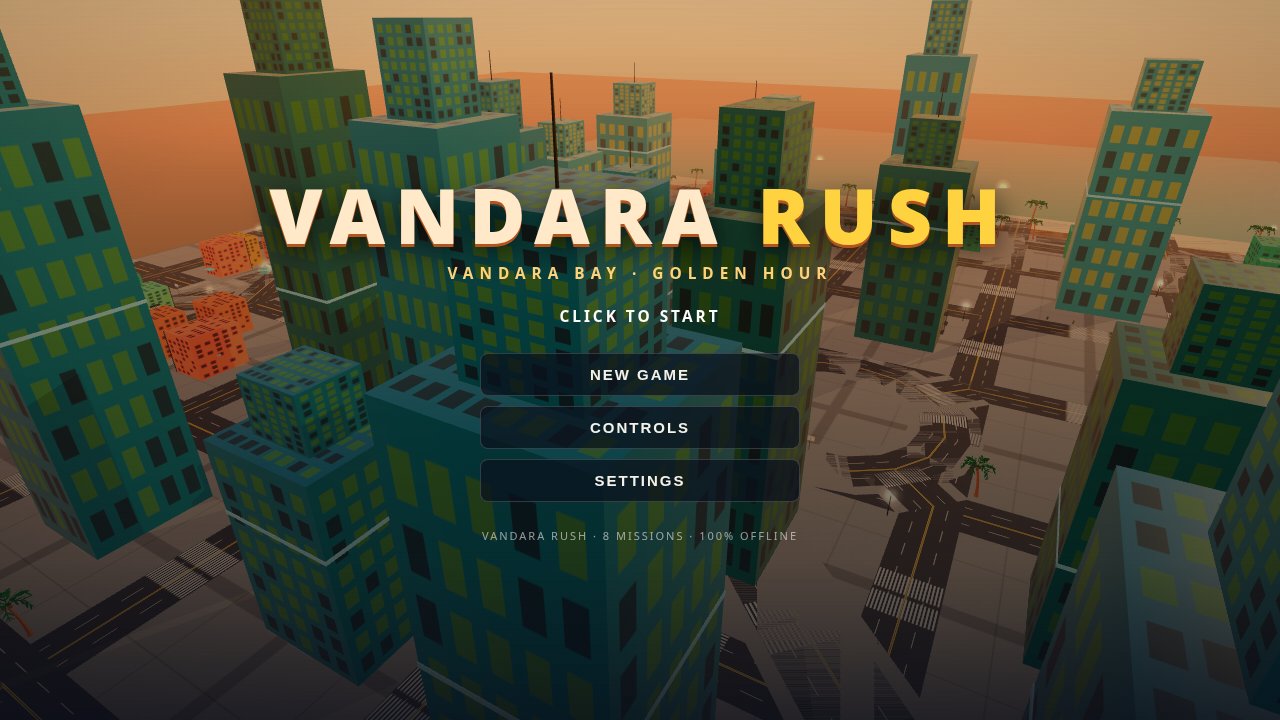 VANDARA RUSH
VANDARA BAY · GOLDEN HOUR
CLICK TO START
NEW GAME
CONTROLS
SETTINGS
VANDARA RUSH · 8 MISSIONS · 100% OFFLINE